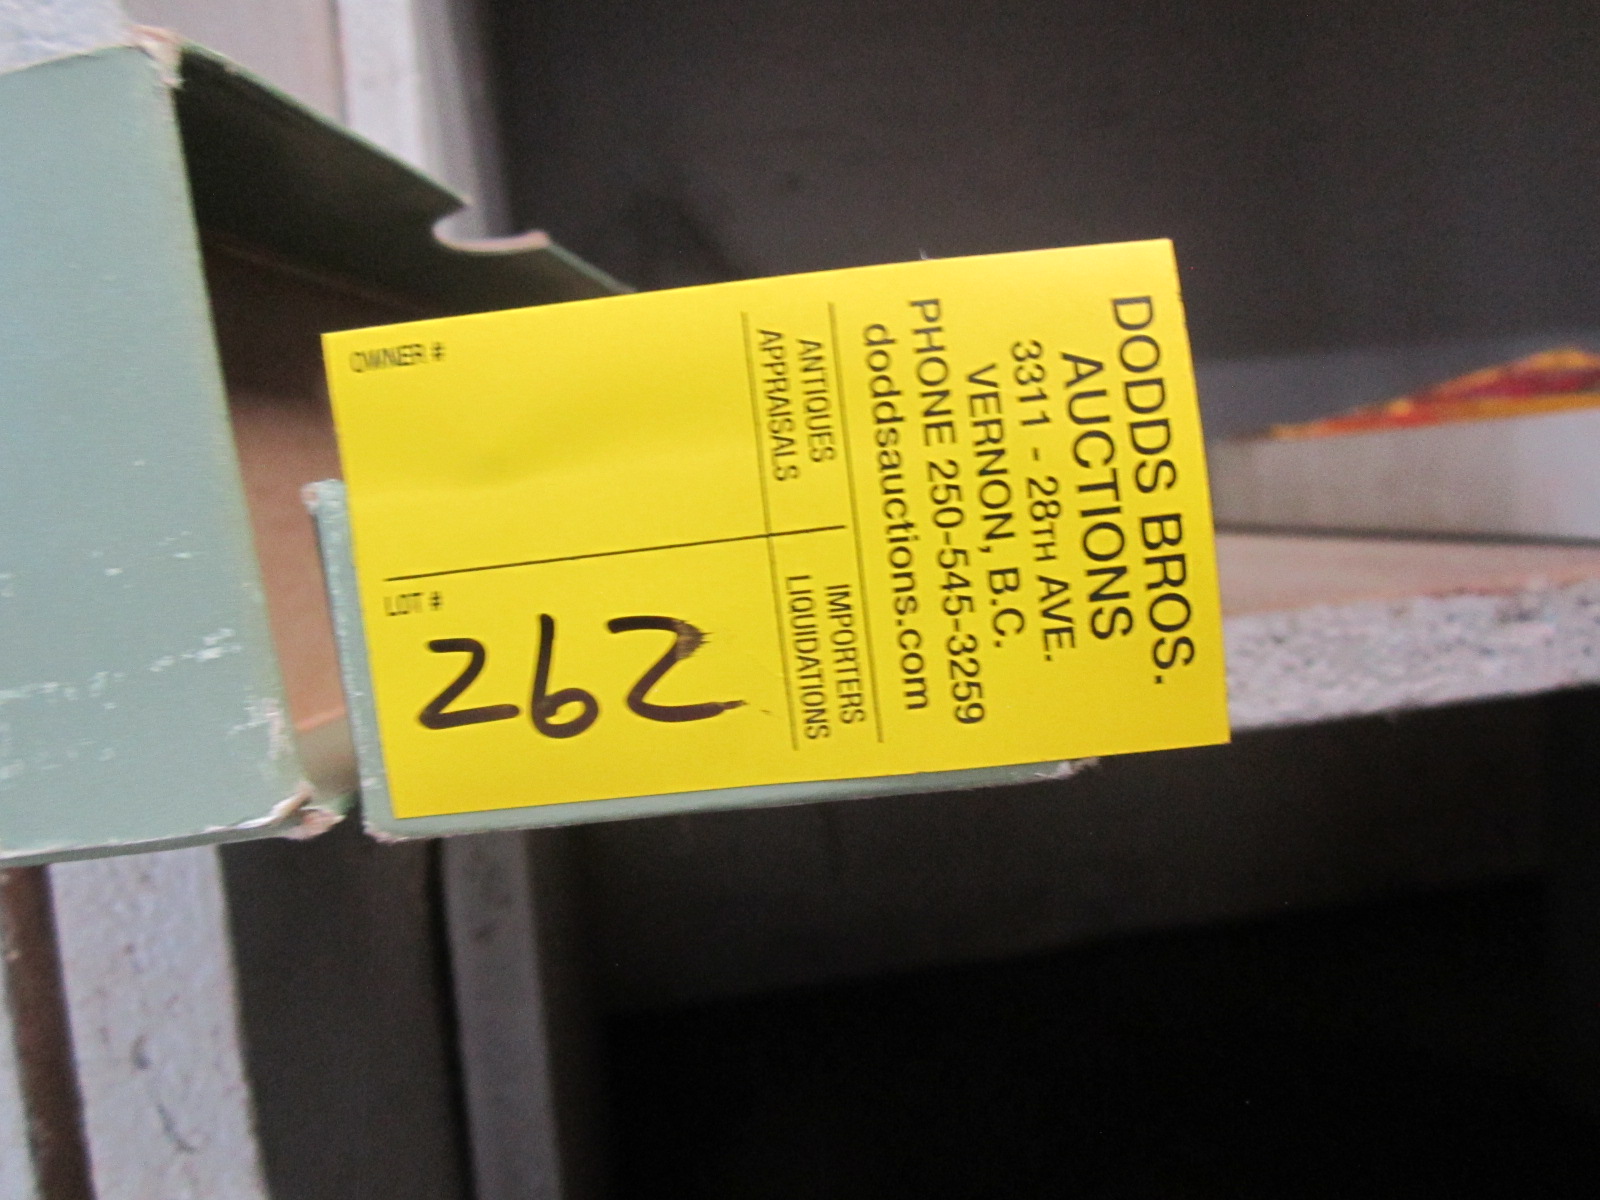 DODDS BROS.
AUCTIONS
3311 - 28TH AVE.
VERNON, B.C.
PHONE 250-545-3259
doddsauctions.com
ANTIQUES
APPRAISALS
IMPORTERS
LIQUIDATIONS
OWNER #
LOT #
262